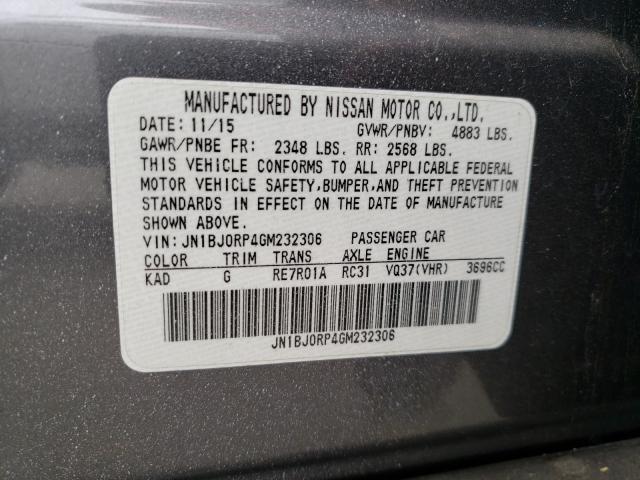 MANUFACTURED BY NISSAN MOTOR CO.,LTD.
DATE: 11/15 GVWR/PNBV: 4883 LBS.
GAWR/PNBE FR: 2348 LBS. RR: 2568 LBS.
THIS VEHICLE CONFORMS TO ALL APPLICABLE FEDERAL
MOTOR VEHICLE SAFETY,BUMPER,AND THEFT PREVENTION
STANDARDS IN EFFECT ON THE DATE OF MANUFACTURE
SHOWN ABOVE.
VIN: JN1BJ0RP4GM232306 PASSENGER CAR
COLOR TRIM TRANS AXLE ENGINE
KAD G RE7R01A RC31 VQ37(VHR) 3696CC
JN1BJ0RP4GM232306